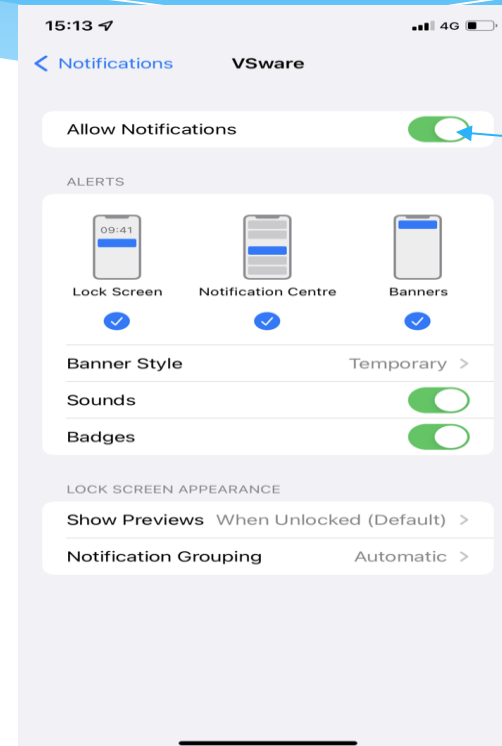 15:13 4G
Notifications VSware
Allow Notifications
ALERTS
09:41
Lock Screen Notification Centre Banners
Banner Style Temporary
Sounds
Badges
LOCK SCREEN APPEARANCE
Show Previews When Unlocked (Default)
Notification Grouping Automatic